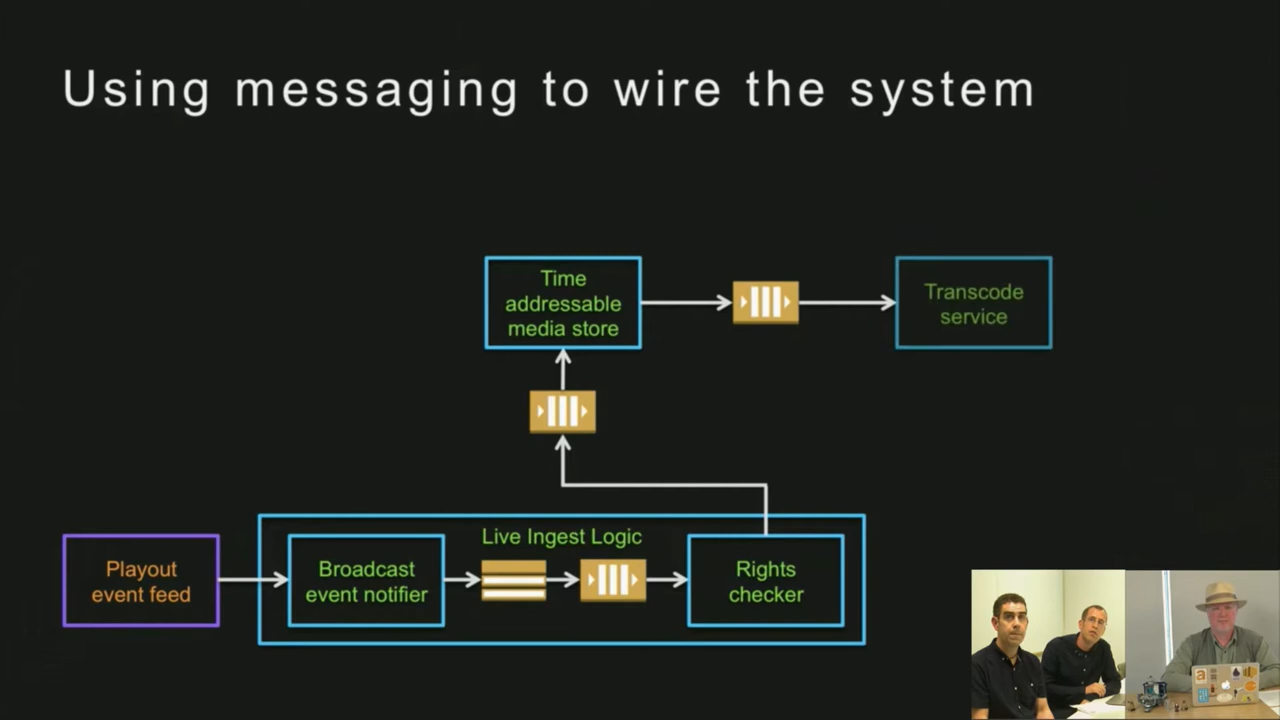 Using messaging to wire the system
Time
addressable
media store
Transcode
service
Live Ingest Logic
Playout
event feed
Broadcast
event notifier
Rights
checker